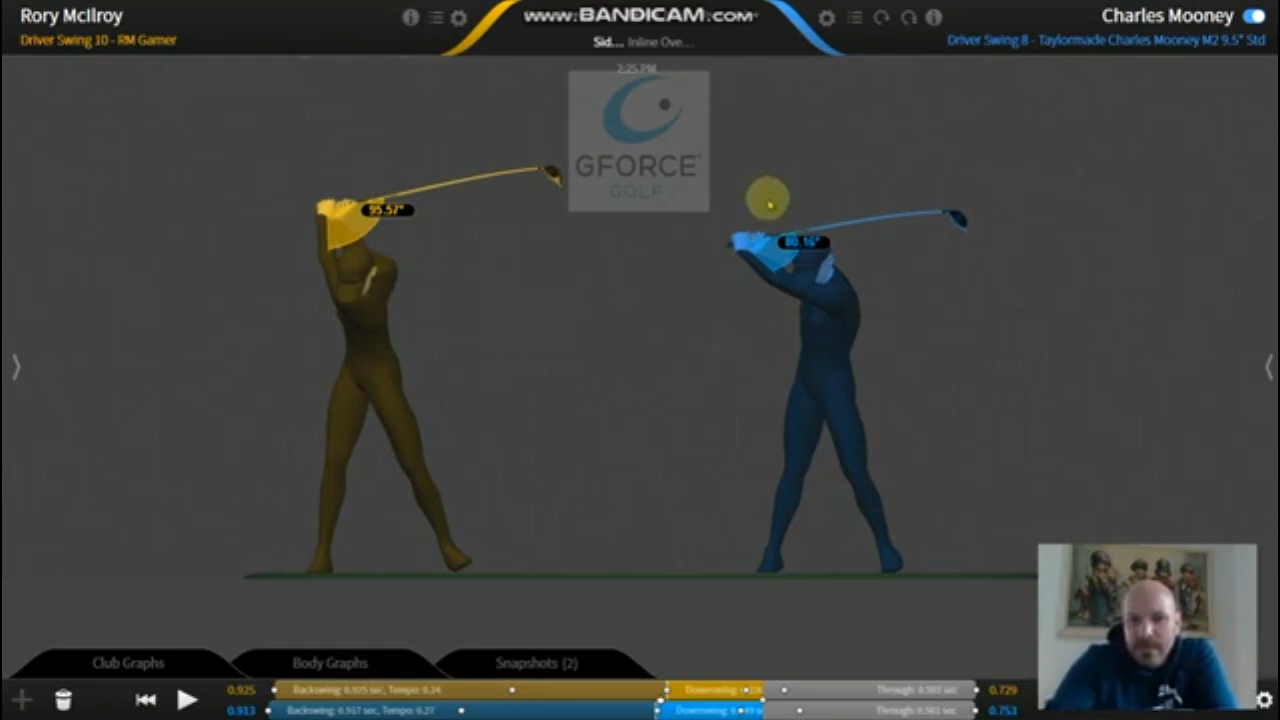 Rory McIlroy
WWW.BANDICAM.COM
Charles Mooney
Driver Swing 10 - RM Gamer
Sid... Inline Ove...
Driver Swing 8 - Taylormade Charles Mooney M2 9.5° Std
2:25 PM
GFORCE
GOLF
95.57°
80.16°
Club Graphs
Body Graphs
Snapshots (2)
0.925
Backswing: 0.925 sec, Tempo: 0.24
Downswing:
Through: 0.503 sec
0.729
0.913
Backswing: 0.917 sec, Tempo: 0.27
Downswing:
Through: 0.501 sec
0.753